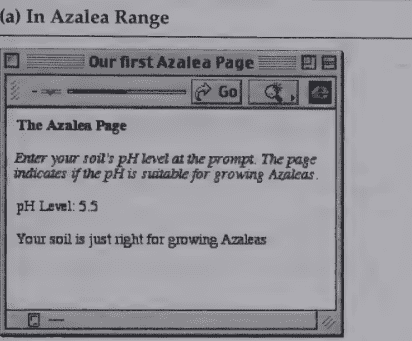 (a) In Azalea Range
Our first Azalea Page
Go
The Azalea Page
Enter your soil's pH level at the prompt. The page
indicates if the pH is suitable for growing Azaleas.
pH Level: 5.5
Your soil is just right for growing Azaleas